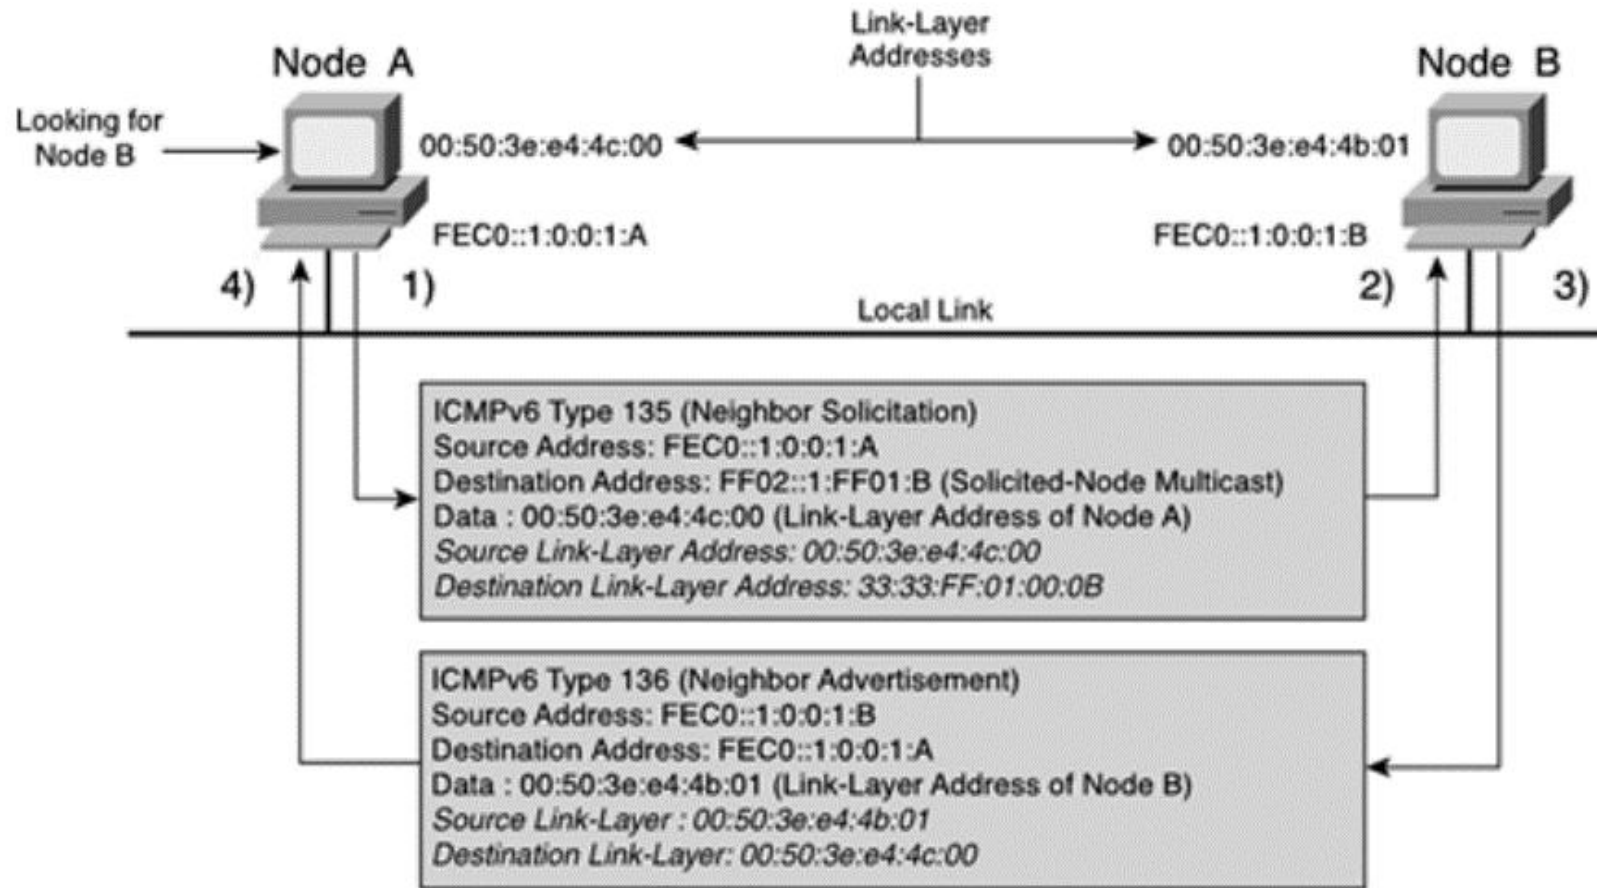 Link-Layer
Addresses
Node A
Node B
Looking for
Node B
00:50:3e:e4:4c:00
00:50:3e:e4:4b:01
FEC0::1:0:0:1:A
FEC0::1:0:0:1:B
4)
1)
2)
3)
Local Link
ICMPv6 Type 135 (Neighbor Solicitation)
Source Address: FEC0::1:0:0:1:A
Destination Address: FF02::1:FF01:B (Solicited-Node Multicast)
Data : 00:50:3e:e4:4c:00 (Link-Layer Address of Node A)
Source Link-Layer Address: 00:50:3e:e4:4c:00
Destination Link-Layer Address: 33:33:FF:01:00:0B
ICMPv6 Type 136 (Neighbor Advertisement)
Source Address: FEC0::1:0:0:1:B
Destination Address: FEC0::1:0:0:1:A
Data : 00:50:3e:e4:4b:01 (Link-Layer Address of Node B)
Source Link-Layer : 00:50:3e:e4:4b:01
Destination Link-Layer: 00:50:3e:e4:4c:00